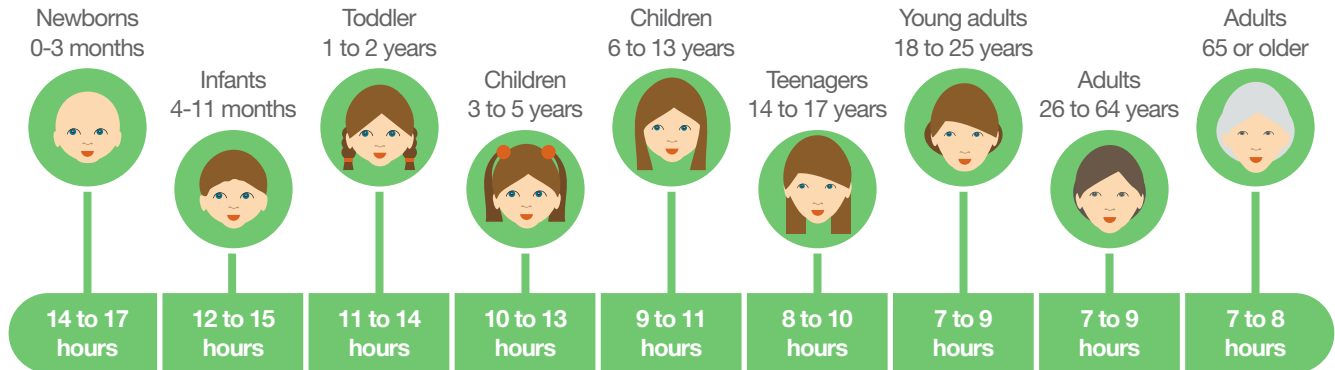 Newborns
0-3 months
Infants
4-11 months
Toddler
1 to 2 years
Children
3 to 5 years
Children
6 to 13 years
Teenagers
14 to 17 years
Young adults
18 to 25 years
Adults
26 to 64 years
Adults
65 or older
14 to 17
hours
12 to 15
hours
11 to 14
hours
10 to 13
hours
9 to 11
hours
8 to 10
hours
7 to 9
hours
7 to 9
hours
7 to 8
hours